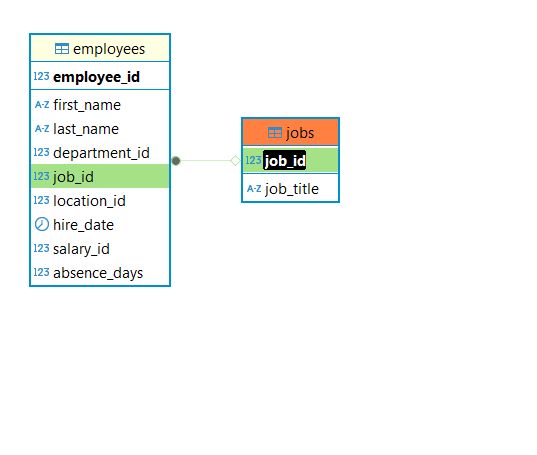 employees
123 employee_id
A-Z first_name
A-Z last_name
123 department_id
123 job_id
123 location_id
hire_date
123 salary_id
123 absence_days
jobs
123 job_id
A-Z job_title